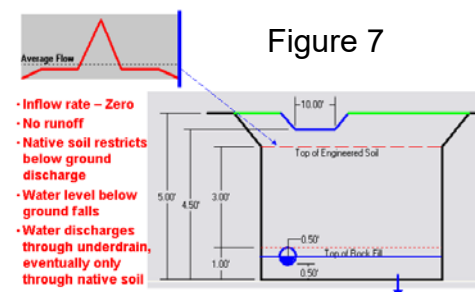 Figure 7
Average Flow
· Inflow rate – Zero
· No runoff
· Native soil restricts
below ground
discharge
· Water level below
ground falls
· Water discharges
through underdrain,
eventually only
through native soil
10.00'
Top of Engineered Soil
5.00'
4.50'
3.00'
0.50'
Top of Rock Fill
1.00'
0.50'